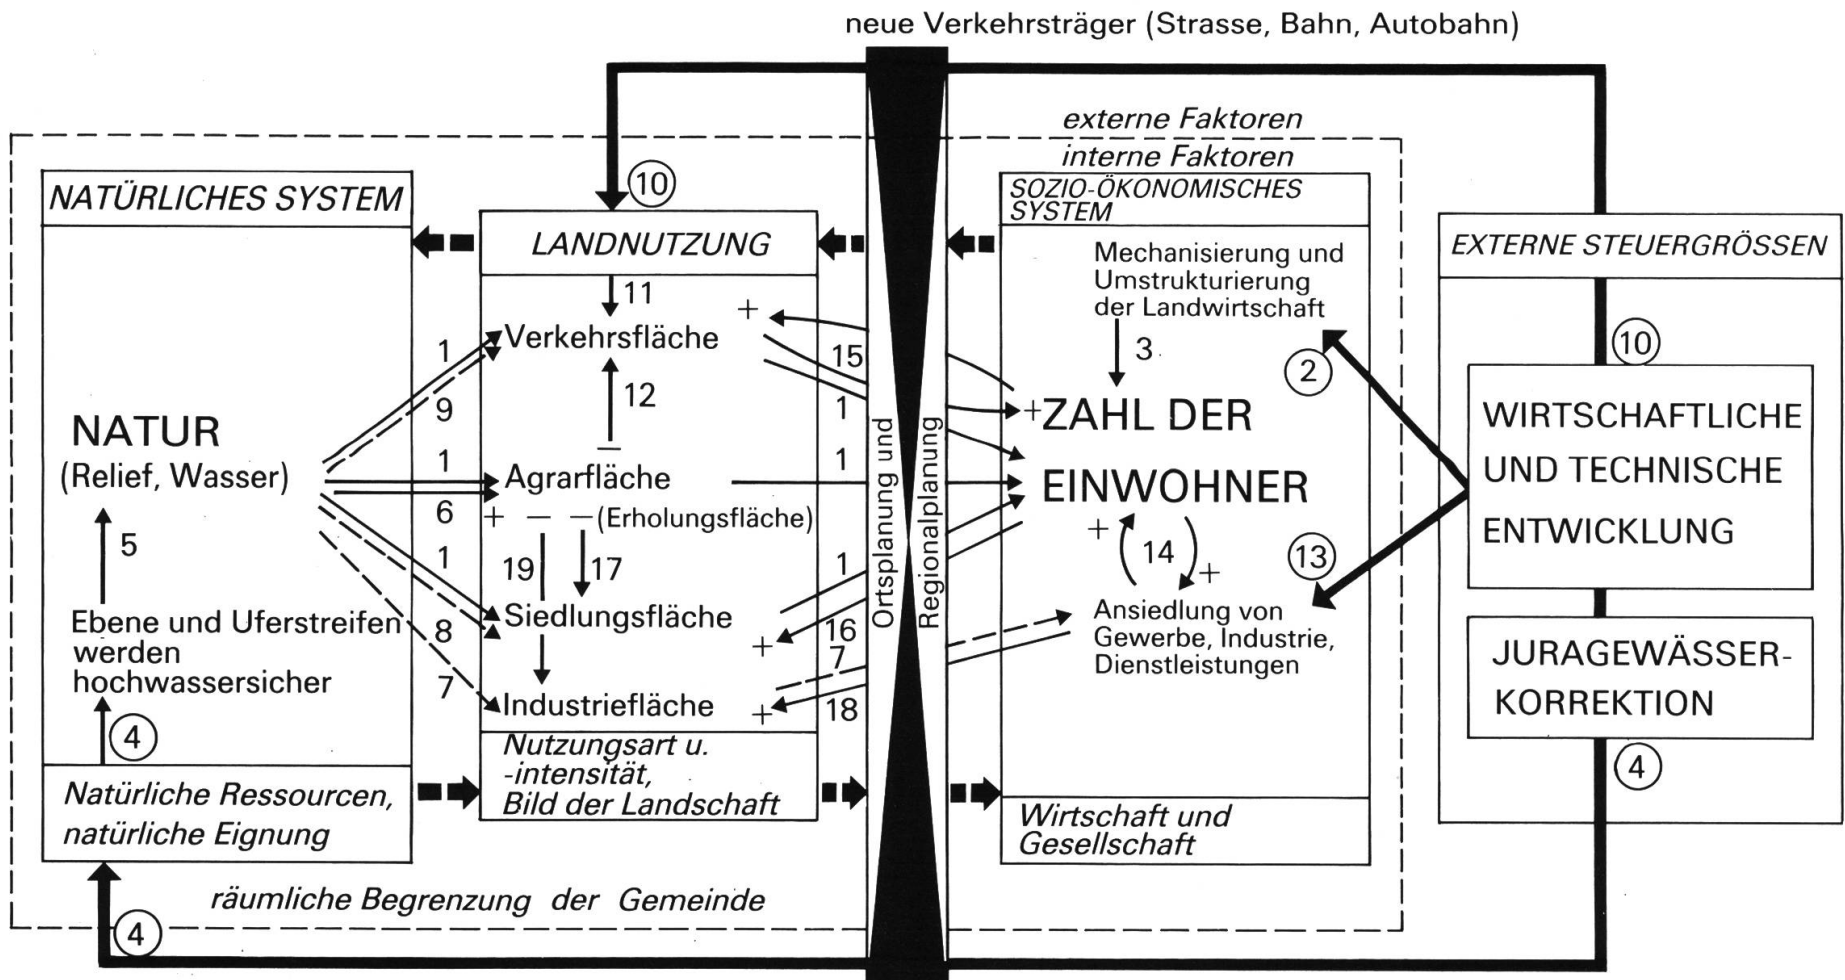 neue Verkehrsträger (Strasse, Bahn, Autobahn)
externe Faktoren
interne Faktoren
NATÜRLICHES SYSTEM
NATUR
(Relief, Wasser)
5
Ebene und Uferstreifen
werden
hochwassersicher
4
Natürliche Ressourcen,
natürliche Eignung
4
räumliche Begrenzung der Gemeinde
1
9
1
6
1
8
7
10
LANDNUTZUNG
11
+
Verkehrsfläche
12
–
Agrarfläche
+ – – (Erholungsfläche)
19
17
Siedlungsfläche
+
Industriefläche
+
Nutzungsart u.
-intensität,
Bild der Landschaft
15
1
1
1
16
7
18
Ortsplanung und
Regionalplanung
SOZIO-ÖKONOMISCHES
SYSTEM
Mechanisierung und
Umstrukturierung
der Landwirtschaft
3
2
+ZAHL DER
EINWOHNER
+
14
+
13
Ansiedlung von
Gewerbe, Industrie,
Dienstleistungen
Wirtschaft und
Gesellschaft
EXTERNE STEUERGRÖSSEN
10
WIRTSCHAFTLICHE
UND TECHNISCHE
ENTWICKLUNG
JURAGEWÄSSER-
KORREKTION
4